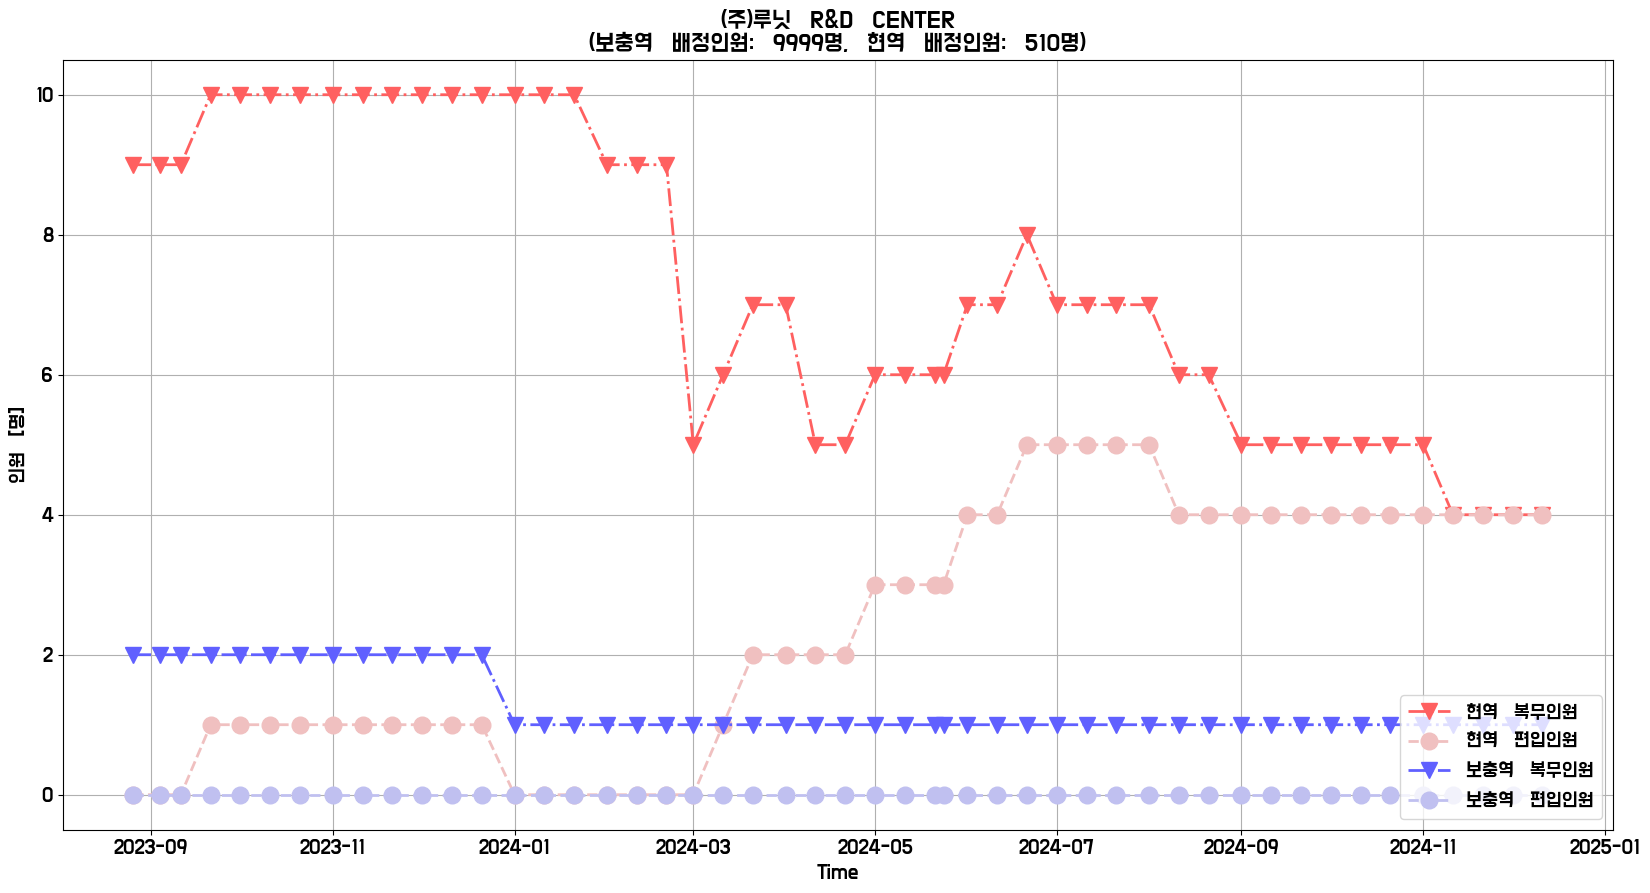 (주)루닛 R&D CENTER
(보충역 배정인원: 9999명, 현역 배정인원: 510명)
인원 [명]
10
8
6
4
2
0
현역 복무인원
현역 편입인원
보충역 복무인원
보충역 편입인원
2023-09 2023-11 2024-01 2024-03 2024-05 2024-07 2024-09 2024-11 2025-01
Time